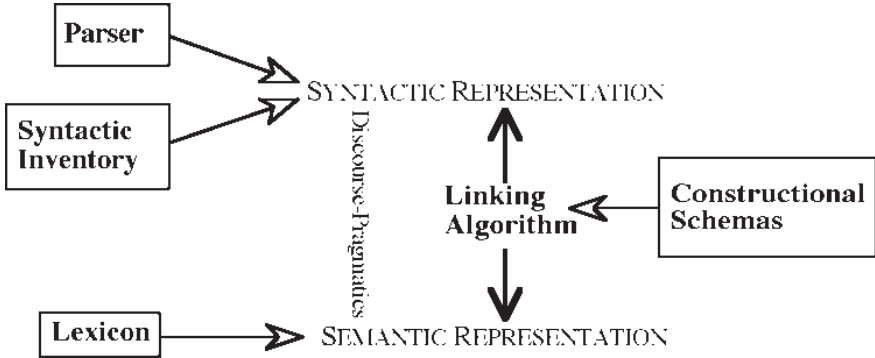 Parser
SYNTACTIC REPRESENTATION
Syntactic
Inventory
Discourse-Pragmatics
Linking
Algorithm
Constructional
Schemas
Lexicon
SEMANTIC REPRESENTATION